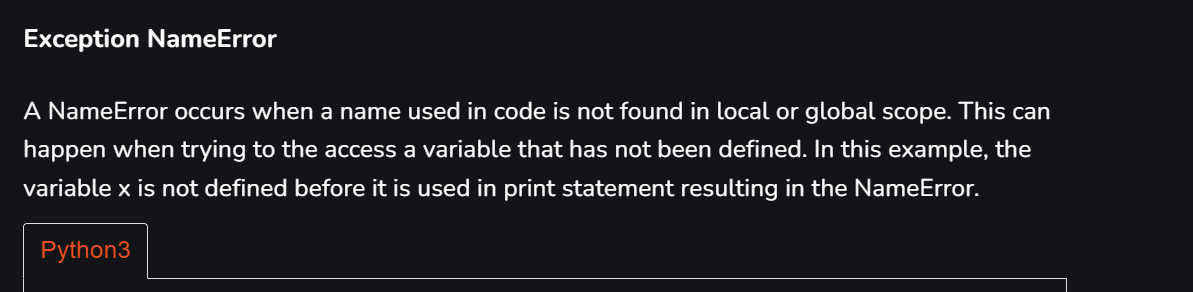 Exception NameError
A NameError occurs when a name used in code is not found in local or global scope. This can
happen when trying to the access a variable that has not been defined. In this example, the
variable x is not defined before it is used in print statement resulting in the NameError.
Python3